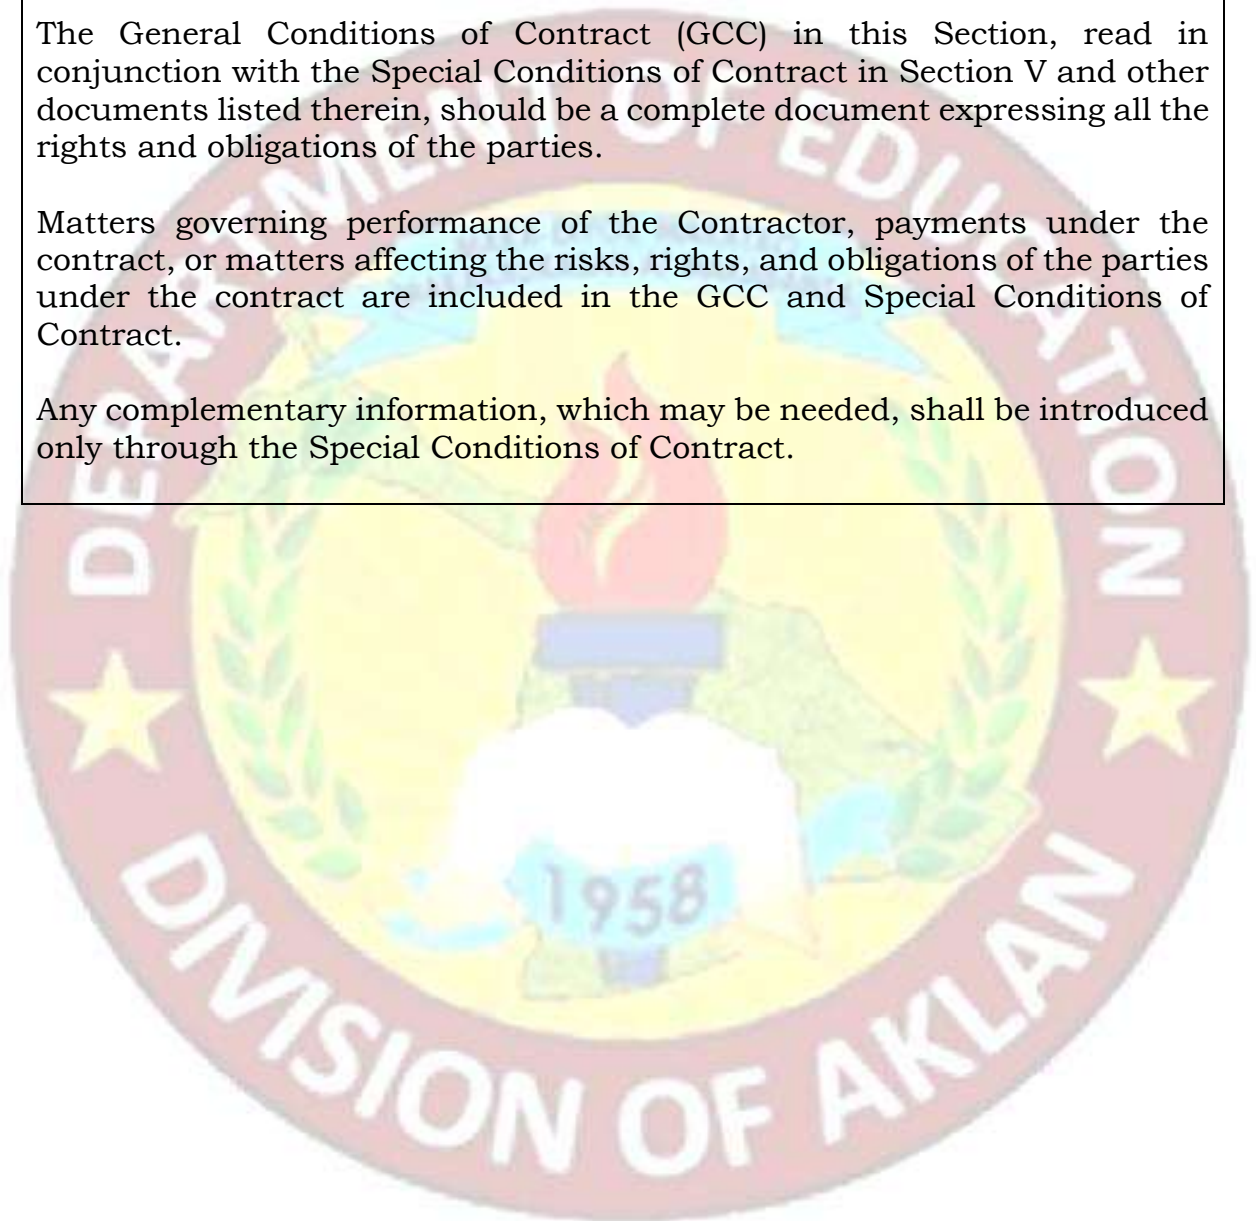 The General Conditions of Contract (GCC) in this Section, read in
conjunction with the Special Conditions of Contract in Section V and other
documents listed therein, should be a complete document expressing all the
rights and obligations of the parties.
Matters governing performance of the Contractor, payments under the
contract, or matters affecting the risks, rights, and obligations of the parties
under the contract are included in the GCC and Special Conditions of
Contract.
Any complementary information, which may be needed, shall be introduced
only through the Special Conditions of Contract.
DEPARTMENT OF EDUCATION
1958
DIVISION OF AKLAN